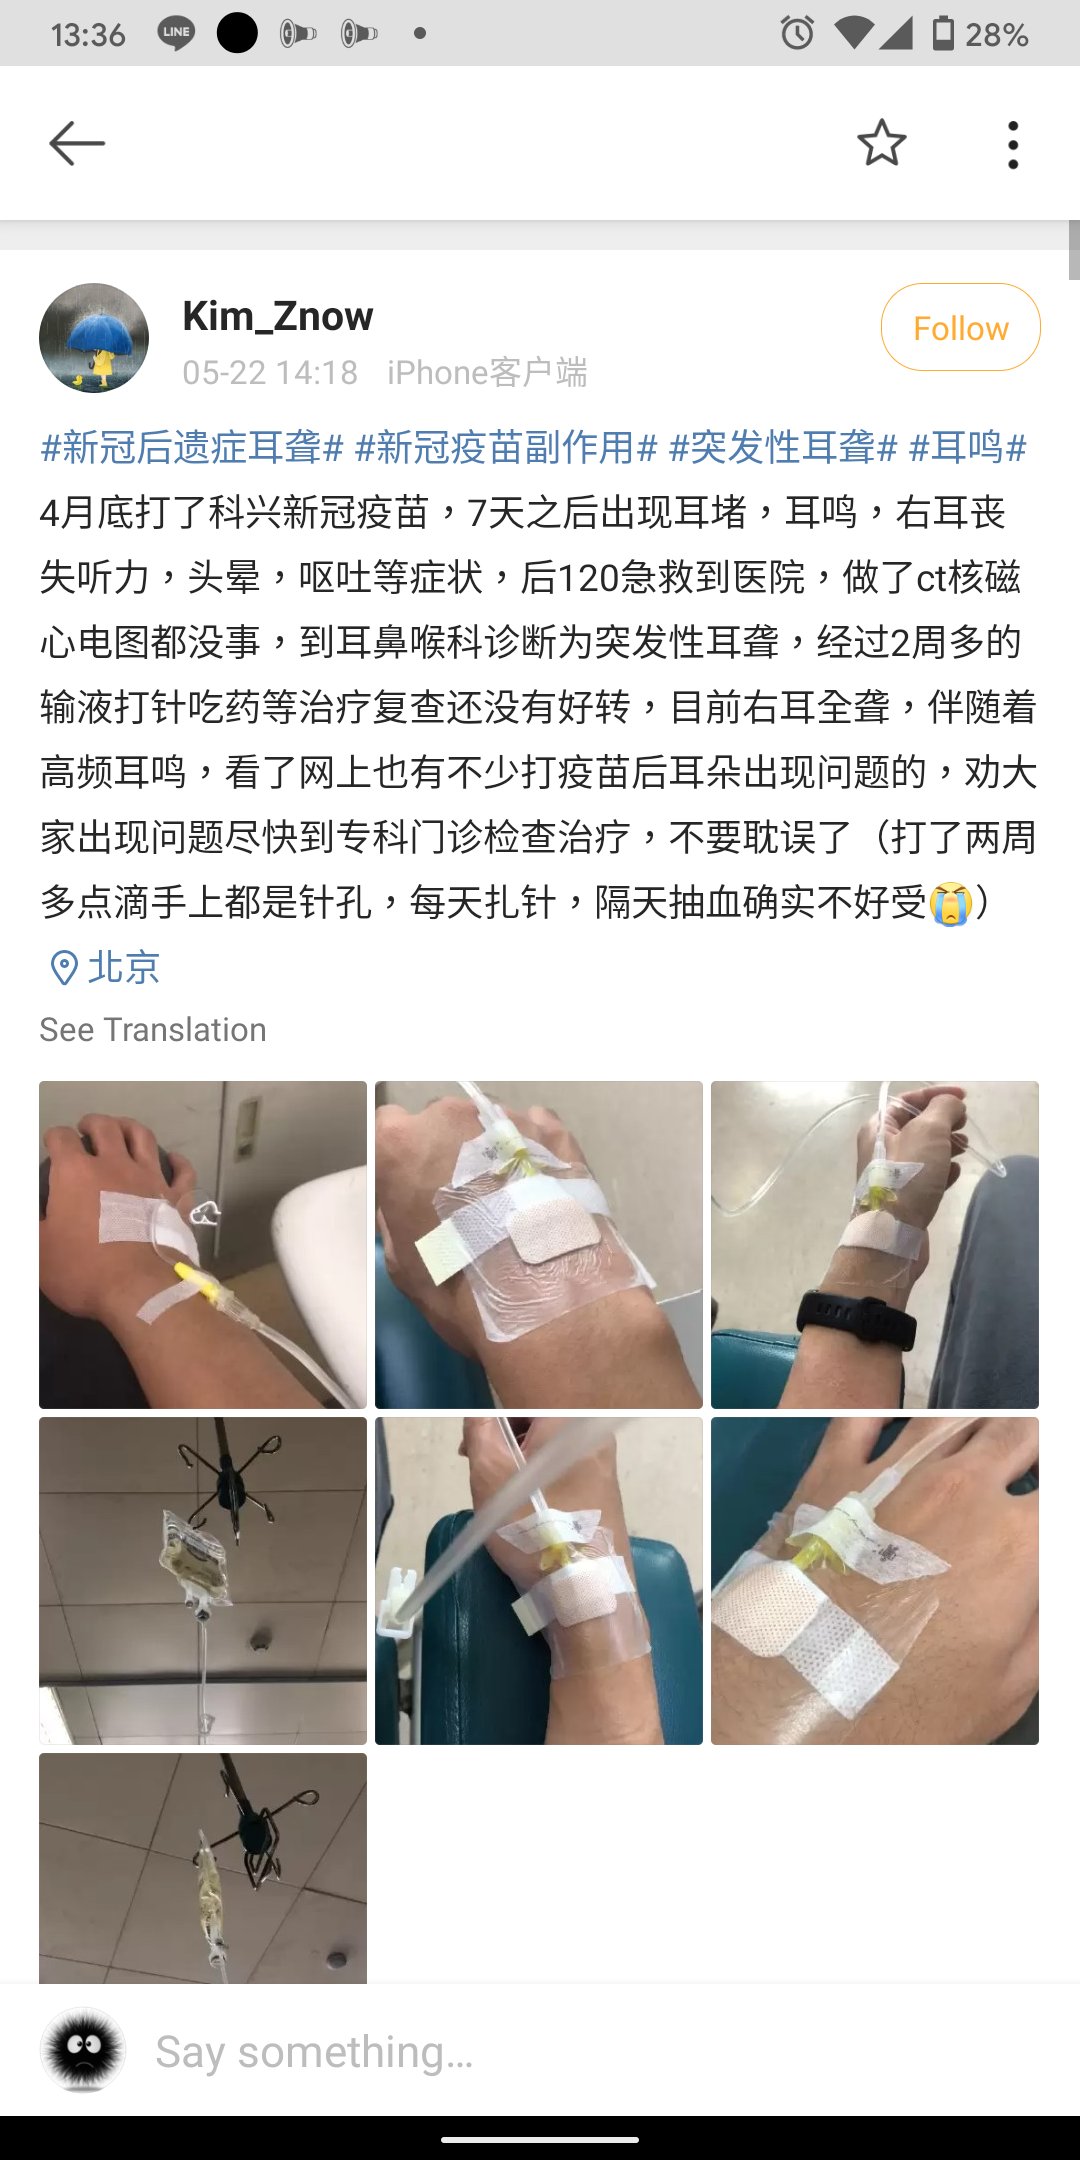 13:36 LINE 28%
Kim_Znow
Follow
05-22 14:18 iPhone客户端
#新冠后遗症耳聋# #新冠疫苗副作用# #突发性耳聋# #耳鸣#
4月底打了科兴新冠疫苗，7天之后出现耳堵，耳鸣，右耳丧
失听力，头晕，呕吐等症状，后120急救到医院，做了ct核磁
心电图都没事，到耳鼻喉科诊断为突发性耳聋，经过2周多的
输液打针吃药等治疗复查还没有好转，目前右耳全聋，伴随着
高频耳鸣，看了网上也有不少打疫苗后耳朵出现问题的，劝大
家出现问题尽快到专科门诊检查治疗，不要耽误了（打了两周
多点滴手上都是针孔，每天扎针，隔天抽血确实不好受😭）
北京
See Translation
Say something...